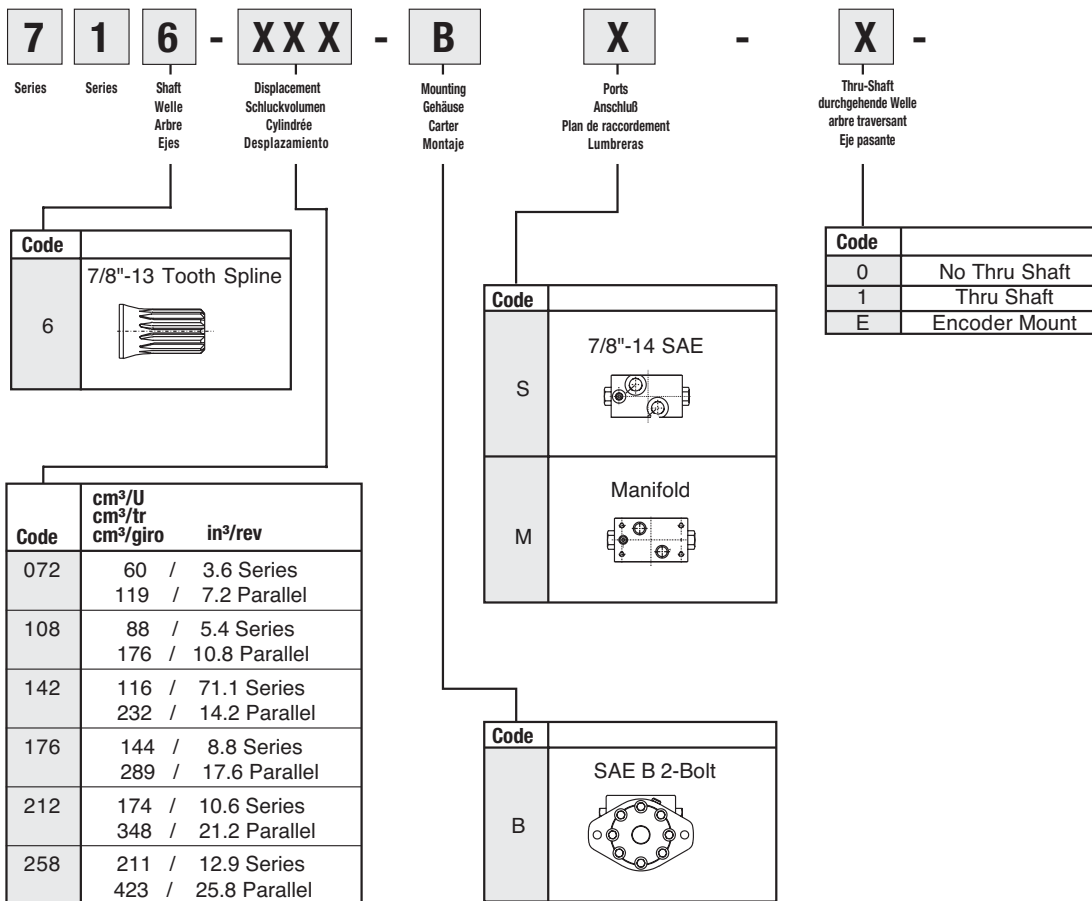 7 1 6 - X X X - B X - X -
Series Series Shaft Displacement Mounting Ports Thru-Shaft
Welle Schluckvolumen Gehäuse Anschluß durchgehende Welle
Arbre Cylindrée Carter Plan de raccordement arbre traversant
Ejes Desplazamiento Montaje Lumbreras Eje pasante
Code
7/8"-13 Tooth Spline
6
Code
0 No Thru Shaft
1 Thru Shaft
E Encoder Mount
Code
7/8"-14 SAE
S
Manifold
M
cm³/U
cm³/tr
Code cm³/giro in³/rev
072 60 / 3.6 Series
119 / 7.2 Parallel
108 88 / 5.4 Series
176 / 10.8 Parallel
142 116 / 71.1 Series
232 / 14.2 Parallel
176 144 / 8.8 Series
289 / 17.6 Parallel
212 174 / 10.6 Series
348 / 21.2 Parallel
258 211 / 12.9 Series
423 / 25.8 Parallel
Code
SAE B 2-Bolt
B